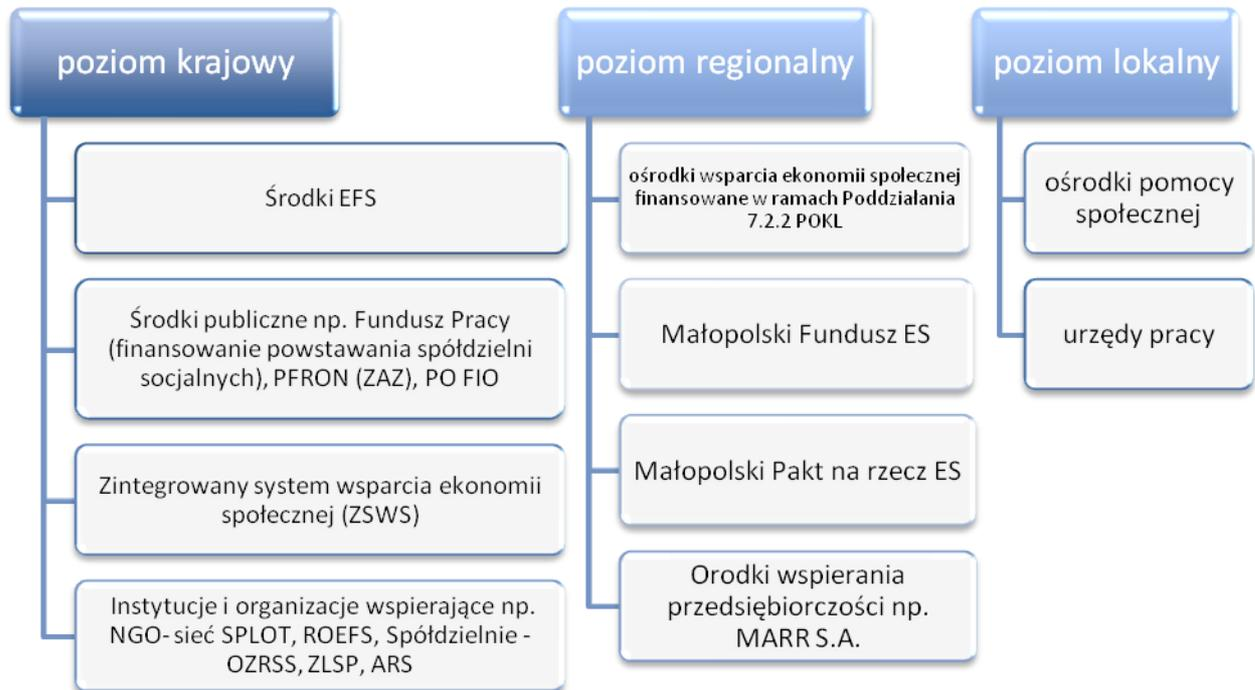 poziom krajowy
Środki EFS
Środki publiczne np. Fundusz Pracy
(finansowanie powstawania spółdzielni
socjalnych), PFRON (ZAZ), PO FIO
Zintegrowany system wsparcia ekonomii
społecznej (ZSWS)
Instytucje i organizacje wspierające np.
NGO- sieć SPLOT, ROEFS, Spółdzielnie -
OZRSS, ZLSP, ARS
poziom regionalny
ośrodki wsparcia ekonomii społecznej
finansowane w ramach Poddziałania
7.2.2 POKL
Małopolski Fundusz ES
Małopolski Pakt na rzecz ES
Orodki wspierania
przedsiębiorczości np.
MARR S.A.
poziom lokalny
ośrodki pomocy
społecznej
urzędy pracy